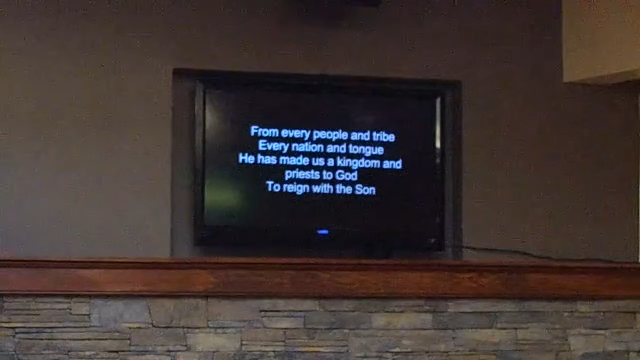 From every people and tribe
Every nation and tongue
He has made us a kingdom and
priests to God
To reign with the Son